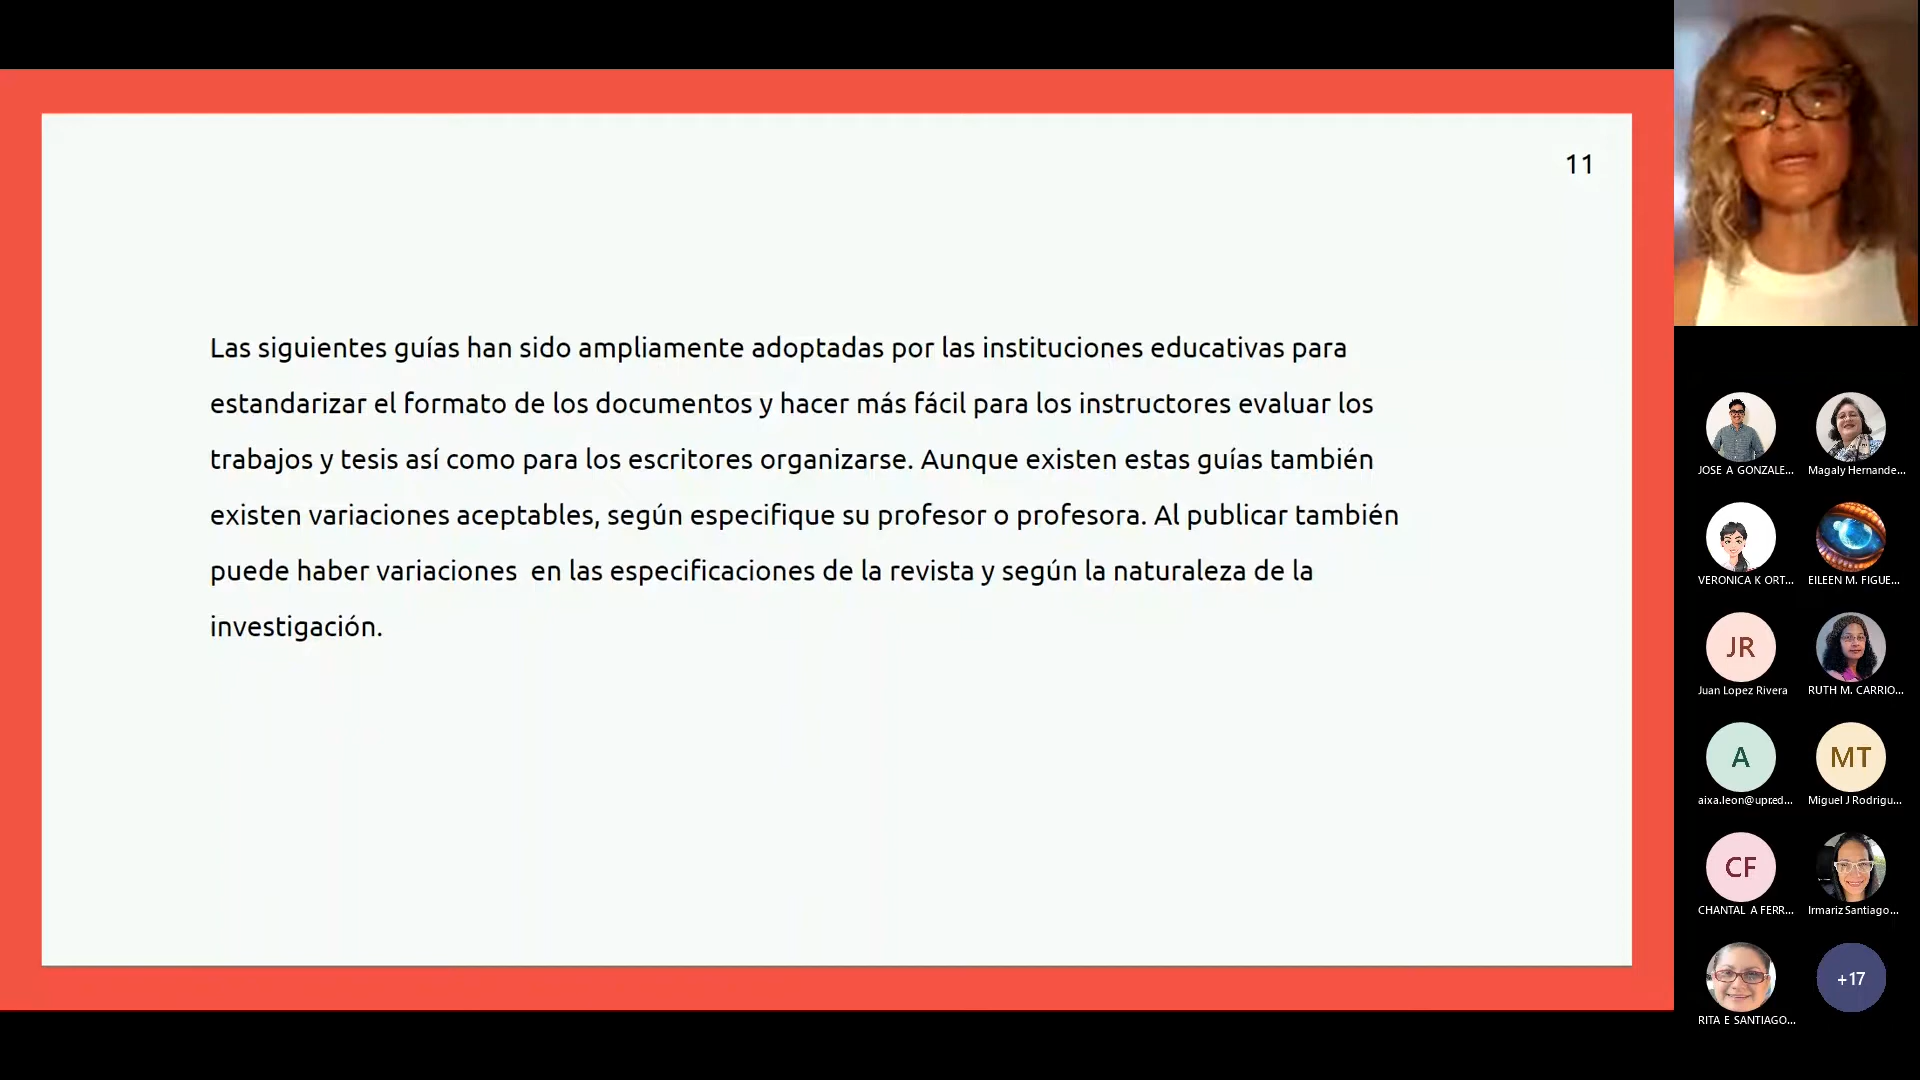 11
Las siguientes guías han sido ampliamente adoptadas por las instituciones educativas para
estandarizar el formato de los documentos y hacer más fácil para los instructores evaluar los
trabajos y tesis así como para los escritores organizarse. Aunque existen estas guías también
existen variaciones aceptables, según especifique su profesor o profesora. Al publicar también
puede haber variaciones  en las especificaciones de la revista y según la naturaleza de la
investigación.
JOSE A GONZALE...
Magaly Hernande...
VERONICA K ORT...
EILEEN M. FIGUE...
JR
Juan Lopez Rivera
RUTH M. CARRIO...
A
aixa.leon@upr.ed...
MT
Miguel J Rodrigu...
CF
CHANTAL A FERR...
Irmariz Santiago...
RITA E SANTIAGO...
+17